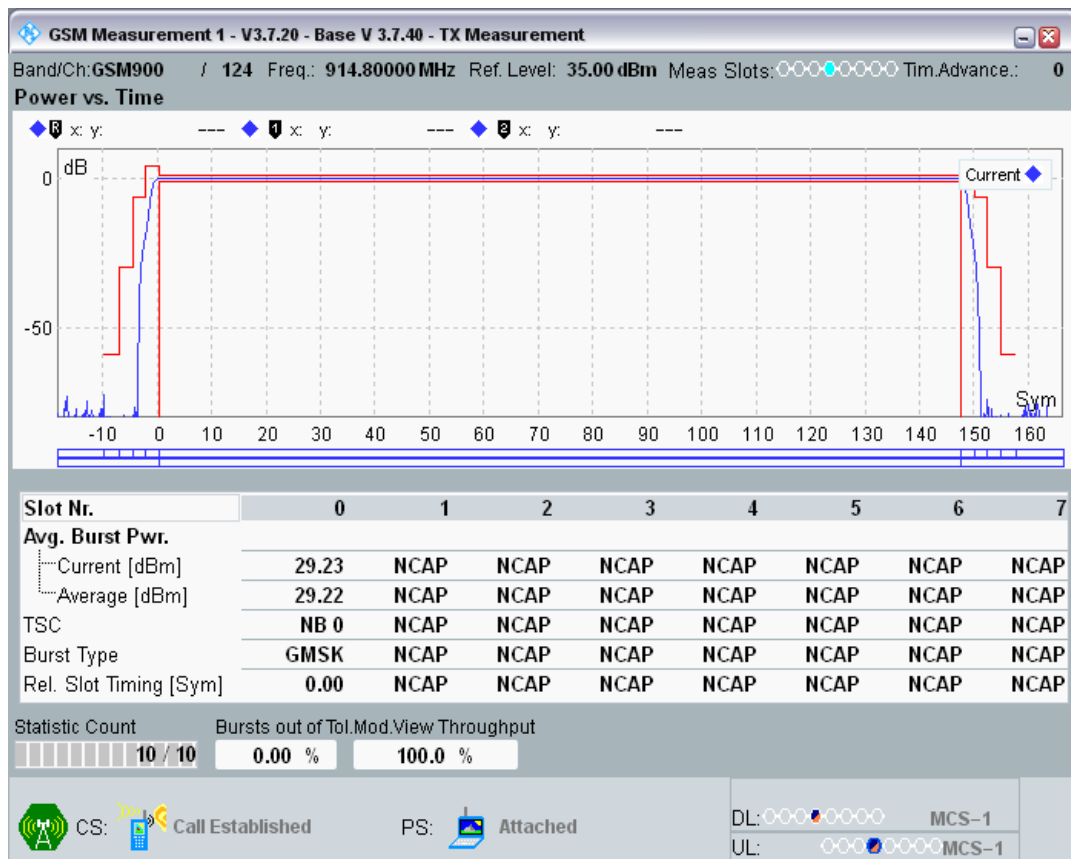 GSM Measurement 1 - V3.7.20 - Base V 3.7.40 - TX Measurement
Band/Ch:GSM900 / 124 Freq.: 914.80000 MHz Ref. Level: 35.00 dBm Meas Slots: Tim.Advance.: 0
Power vs. Time
R x: y: --- 1 x: y: --- 2 x: y: ---
dB
Current
0
-50
Sym
-10 0 10 20 30 40 50 60 70 80 90 100 110 120 130 140 150 160
Slot Nr. 0 1 2 3 4 5 6 7
Avg. Burst Pwr.
Current [dBm] 29.23 NCAP NCAP NCAP NCAP NCAP NCAP NCAP
Average [dBm] 29.22 NCAP NCAP NCAP NCAP NCAP NCAP NCAP
TSC NB 0 NCAP NCAP NCAP NCAP NCAP NCAP NCAP
Burst Type GMSK NCAP NCAP NCAP NCAP NCAP NCAP NCAP
Rel. Slot Timing [Sym] 0.00 NCAP NCAP NCAP NCAP NCAP NCAP NCAP
Statistic Count Bursts out of Tol.Mod.View Throughput
10 / 10 0.00 % 100.0 %
CS: Call Established PS: Attached DL: MCS-1
UL: MCS-1